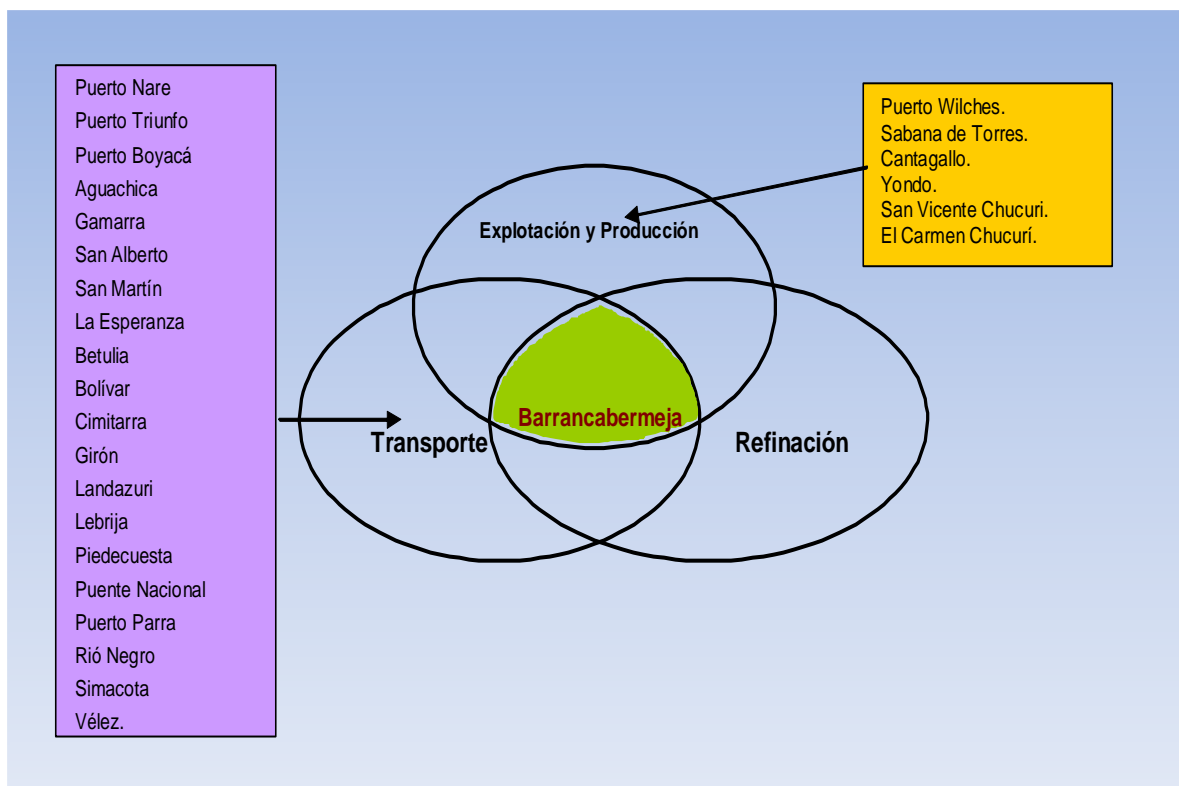 Puerto Nare
Puerto Triunfo
Puerto Boyacá
Aguachica
Gamarra
San Alberto
San Martín
La Esperanza
Betulia
Bolívar
Cimitarra
Girón
Landazuri
Lebrija
Piedecuesta
Puente Nacional
Puerto Parra
Rió Negro
Simacota
Vélez.
Puerto Wilches.
Sabana de Torres.
Cantagallo.
Yondo.
San Vicente Chucuri.
El Carmen Chucurí.
Explotación y Producción
Barrancabermeja
Transporte
Refinación